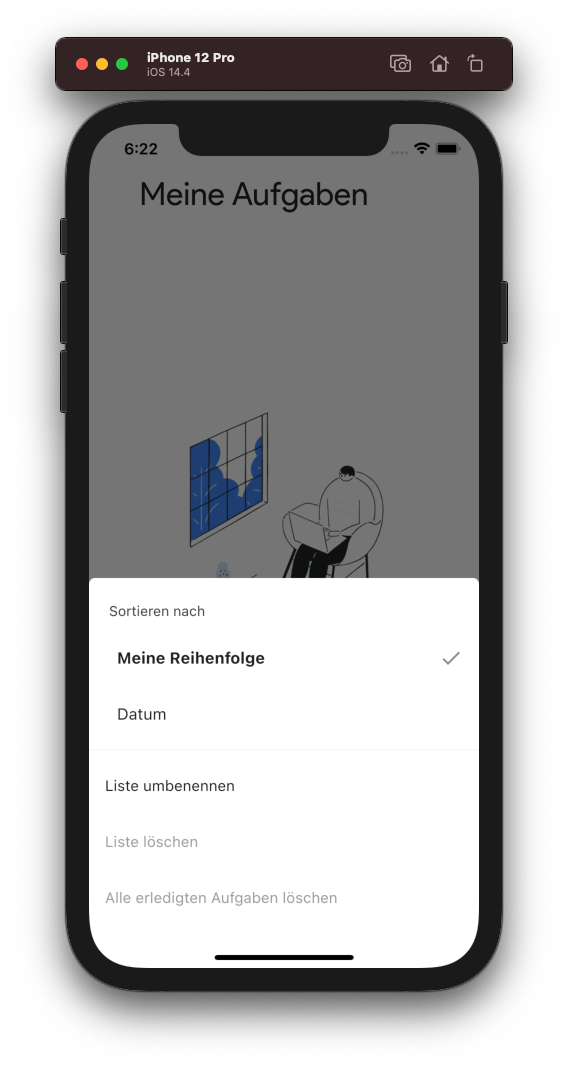 iPhone 12 Pro
iOS 14.4
6:22
Meine Aufgaben
Sortieren nach
Meine Reihenfolge
Datum
Liste umbenennen
Liste löschen
Alle erledigten Aufgaben löschen